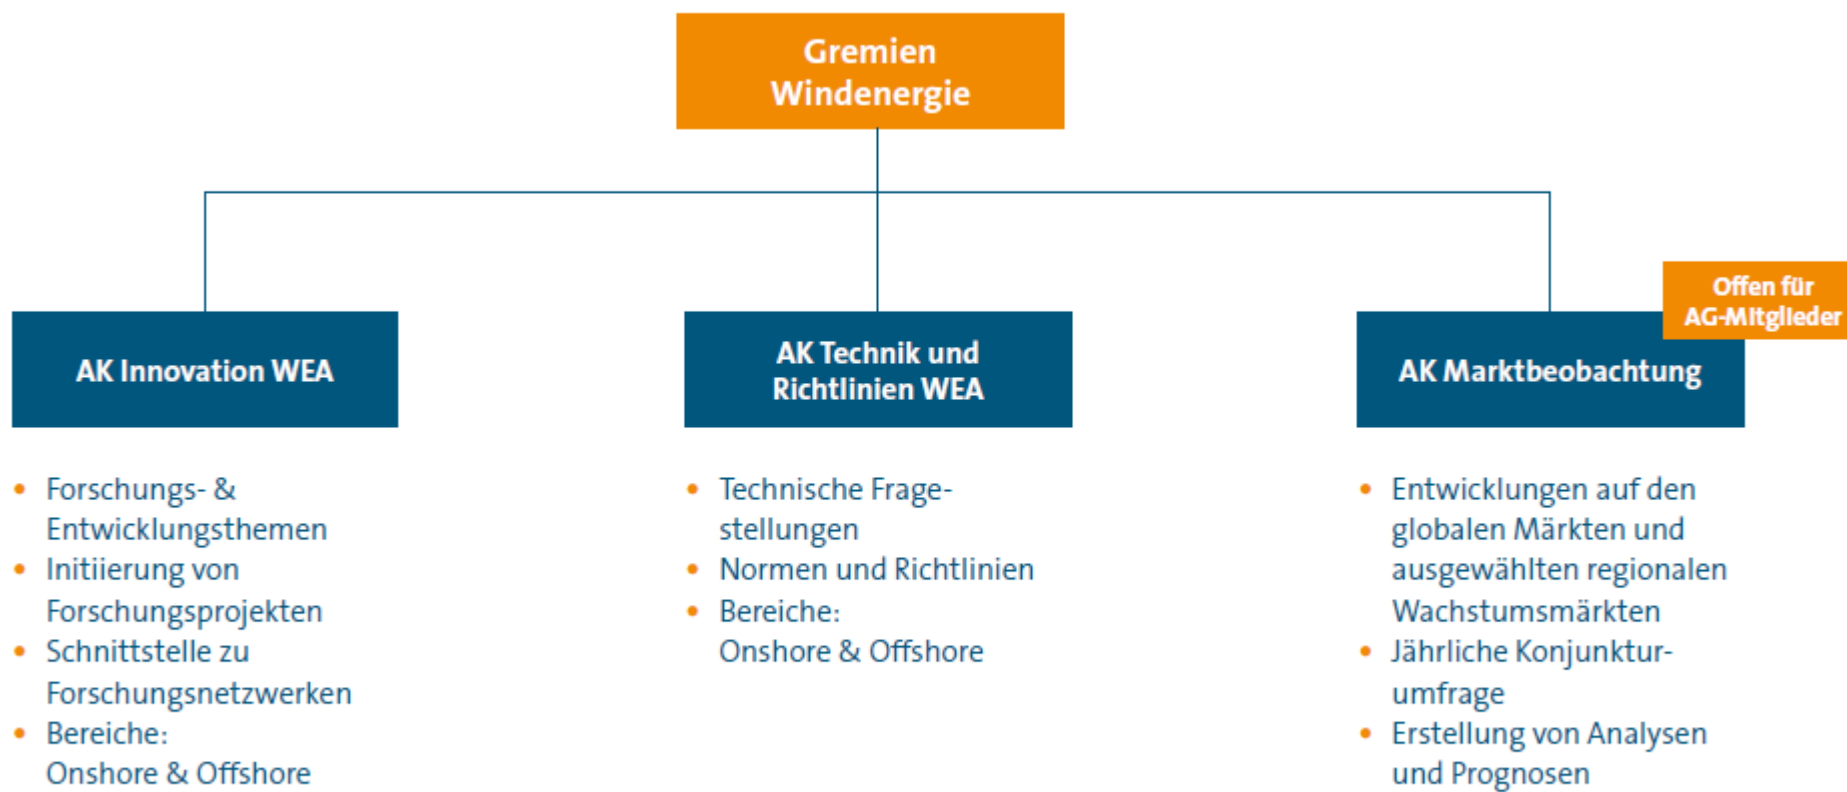 Gremien
Windenergie
Offen für
AG-Mitglieder
AK Innovation WEA
AK Technik und
Richtlinien WEA
AK Marktbeobachtung
• Forschungs- &
Entwicklungsthemen
• Initiierung von
Forschungsprojekten
• Schnittstelle zu
Forschungsnetzwerken
• Bereiche:
Onshore & Offshore
• Technische Frage-
stellungen
• Normen und Richtlinien
• Bereiche:
Onshore & Offshore
• Entwicklungen auf den
globalen Märkten und
ausgewählten regionalen
Wachstumsmärkten
• Jährliche Konjunktur-
umfrage
• Erstellung von Analysen
und Prognosen